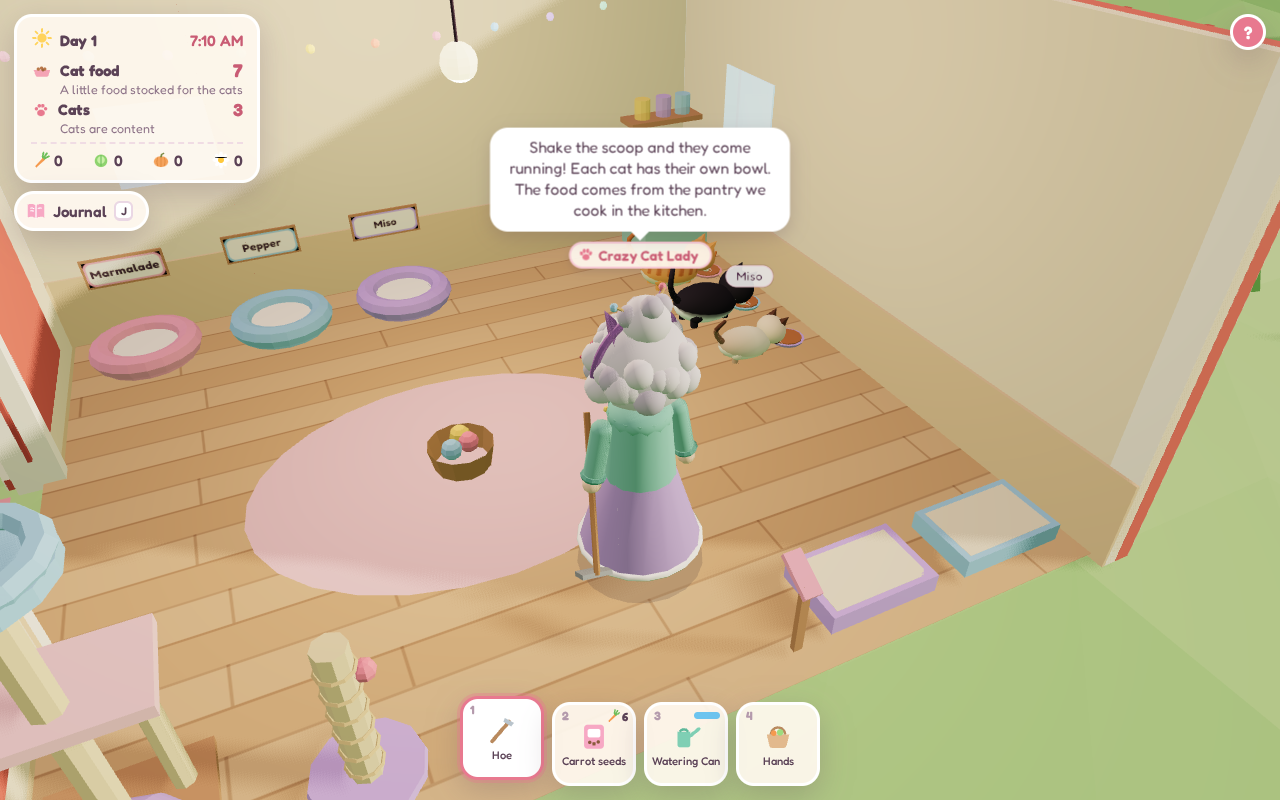 Day 1
7:10 AM
Cat food
7
A little food stocked for the cats
Cats
3
Cats are content
0
0
0
0
Journal
J
?
Shake the scoop and they come
running! Each cat has their own bowl.
The food comes from the pantry we
cook in the kitchen.
Crazy Cat Lady
Miso
Marmalade
Pepper
Miso
1
Hoe
2
6
Carrot seeds
3
Watering Can
4
Hands